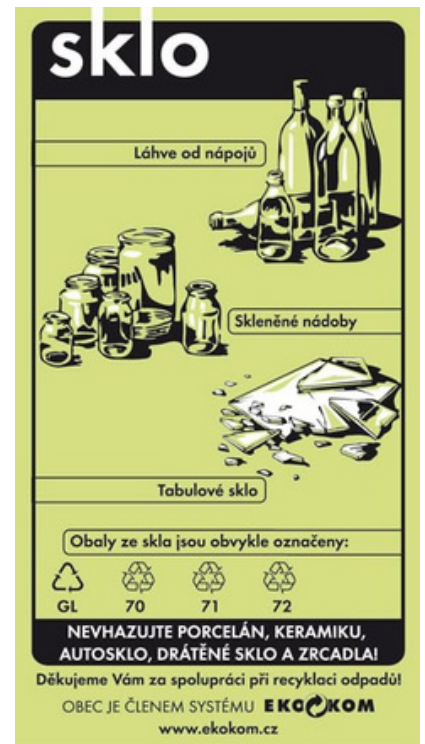 sklo
Láhve od nápojů
Skleněné nádoby
Tabulové sklo
Obaly ze skla jsou obvykle označeny:
GL 70 71 72
NEVHAZUJTE PORCELÁN, KERAMIKU,
AUTOSKLO, DRÁTĚNÉ SKLO A ZRCADLA!
Děkujeme Vám za spolupráci při recyklaci odpadů!
OBEC JE ČLENEM SYSTÉMU EKO-KOM
www.ekokom.cz